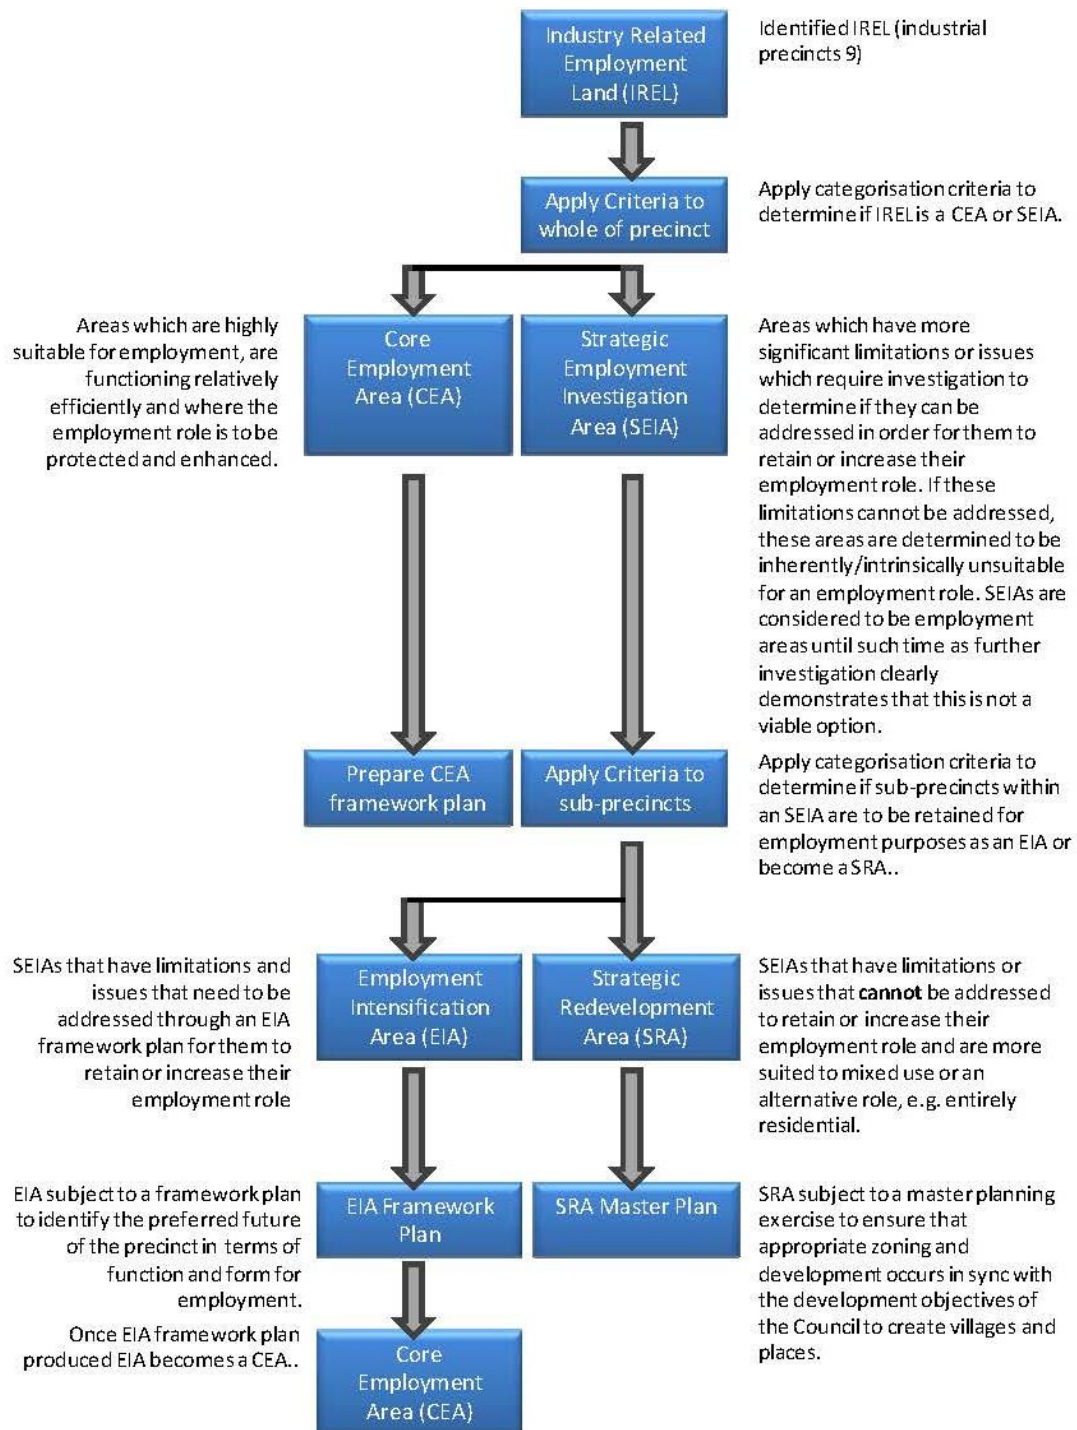 Industry Related
Employment
Land (IREL)
Identified IREL (industrial
precincts 9)
Apply Criteria to
whole of precinct
Apply categorisation criteria to
determine if IREL is a CEA or SEIA.
Areas which are highly
suitable for employment, are
functioning relatively
efficiently and where the
employment role is to be
protected and enhanced.
Core
Employment
Area (CEA)
Strategic
Employment
Investigation
Area (SEIA)
Areas which have more
significant limitations or issues
which require investigation to
determine if they can be
addressed in order for them to
retain or increase their
employment role. If these
limitations cannot be addressed,
these areas are determined to be
inherently/intrinsically unsuitable
for an employment role. SEIAs are
considered to be employment
areas until such time as further
investigation clearly
demonstrates that this is not a
viable option.
Prepare CEA
framework plan
Apply Criteria to
sub-precincts
Apply categorisation criteria to
determine if sub-precincts within
an SEIA are to be retained for
employment purposes as an EIA or
become a SRA..
SEIAs that have limitations and
issues that need to be
addressed through an EIA
framework plan for them to
retain or increase their
employment role
Employment
Intensification
Area (EIA)
Strategic
Redevelopment
Area (SRA)
SEIAs that have limitations or
issues that cannot be addressed
to retain or increase their
employment role and are more
suited to mixed use or an
alternative role, e.g. entirely
residential.
EIA subject to a framework plan
to identify the preferred future
of the precinct in terms of
function and form for
employment.
EIA Framework
Plan
SRA Master Plan
SRA subject to a master planning
exercise to ensure that
appropriate zoning and
development occurs in sync with
the development objectives of
the Council to create villages and
places.
Once EIA framework plan
produced EIA becomes a CEA..
Core
Employment
Area (CEA)